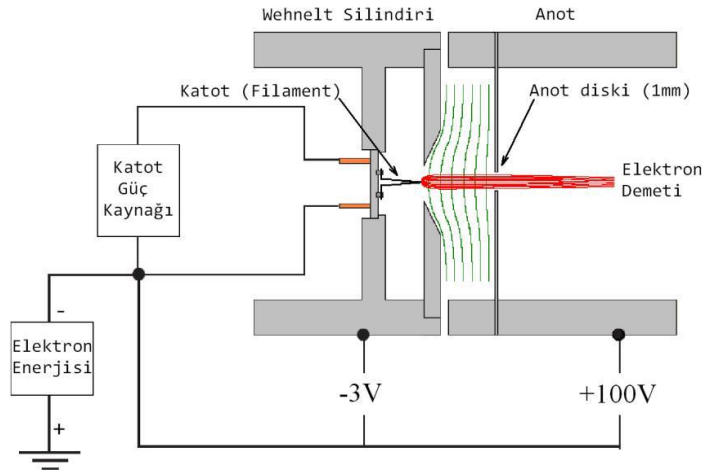 Wehnelt Silindiri
Anot
Katot (Filament)
Anot diski (1mm)
Katot
Güç
Kaynağı
Elektron
Demeti
-
Elektron
Enerjisi
+
-3V
+100V